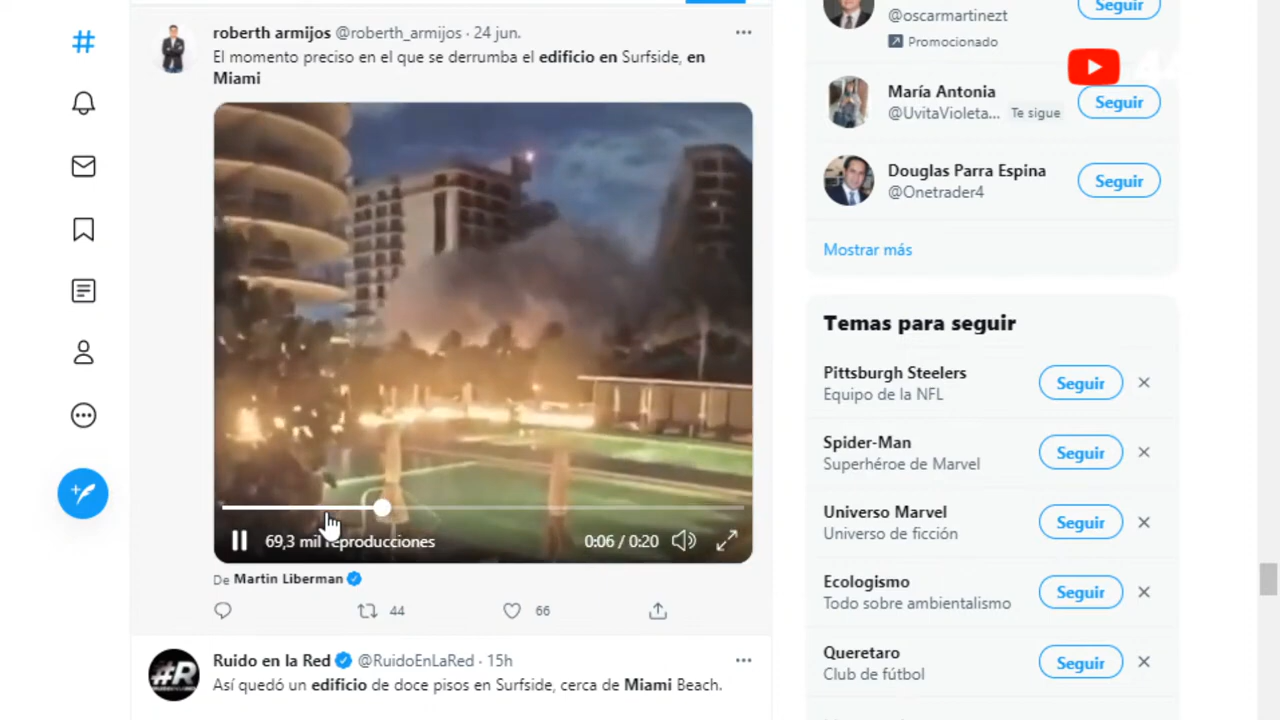 roberth armijos @roberth_armijos · 24 jun.
El momento preciso en el que se derrumba el edificio en Surfside, en
Miami
69,3 mil reproducciones
0:06 / 0:20
De Martin Liberman
44
66
#R
Ruido en la Red @RuidoEnLaRed · 15h
Así quedó un edificio de doce pisos en Surfside, cerca de Miami Beach.
Seguir
@oscarmartinezt
Promocionado
María Antonia
@UvitaVioleta... Te sigue
Seguir
Douglas Parra Espina
@Onetrader4
Seguir
Mostrar más
Temas para seguir
Pittsburgh Steelers
Equipo de la NFL
Seguir
Spider-Man
Superhéroe de Marvel
Seguir
Universo Marvel
Universo de ficción
Seguir
Ecologismo
Todo sobre ambientalismo
Seguir
Queretaro
Club de fútbol
Seguir